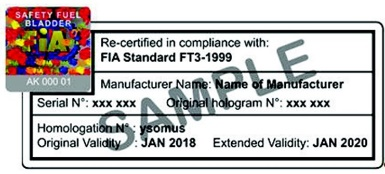 SAFETY FUEL
BLADDER
FiA
AK 000 01
Re-certified in compliance with:
FIA Standard FT3-1999
Manufacturer Name: Name of Manufacturer
Serial N°: xxx xxx Original hologram N°: xxx xxx
Homologation N° : ysomus
Original Validity : JAN 2018 Extended Validity: JAN 2020
SAMPLE